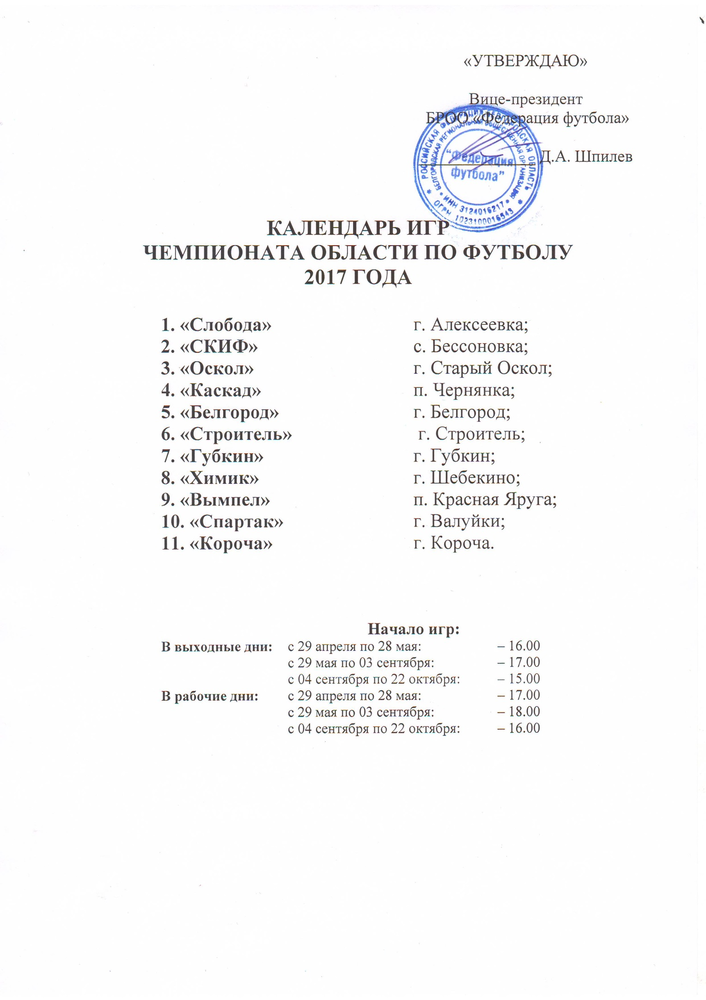 «УТВЕРЖДАЮ»
Вице-президент
БРОО «Федерация футбола»
Д.А. Шпилев
РОССИЙСКАЯ ФЕДЕРАЦИЯ БЕЛГОРОДСКАЯ ОБЛАСТЬ
БЕЛГОРОДСКАЯ РЕГИОНАЛЬНАЯ ОБЩЕСТВЕННАЯ ОРГАНИЗАЦИЯ
“Федерация
футбола”
* ИНН 3124016217 *
* ОГРН 1023100016543 *
КАЛЕНДАРЬ ИГР
ЧЕМПИОНАТА ОБЛАСТИ ПО ФУТБОЛУ
2017 ГОДА
1. «Слобода» г. Алексеевка;
2. «СКИФ» с. Бессоновка;
3. «Оскол» г. Старый Оскол;
4. «Каскад» п. Чернянка;
5. «Белгород» г. Белгород;
6. «Строитель» г. Строитель;
7. «Губкин» г. Губкин;
8. «Химик» г. Шебекино;
9. «Вымпел» п. Красная Яруга;
10. «Спартак» г. Валуйки;
11. «Короча» г. Короча.
Начало игр:
В выходные дни: с 29 апреля по 28 мая: – 16.00
с 29 мая по 03 сентября: – 17.00
с 04 сентября по 22 октября: – 15.00
В рабочие дни: с 29 апреля по 28 мая: – 17.00
с 29 мая по 03 сентября: – 18.00
с 04 сентября по 22 октября: – 16.00